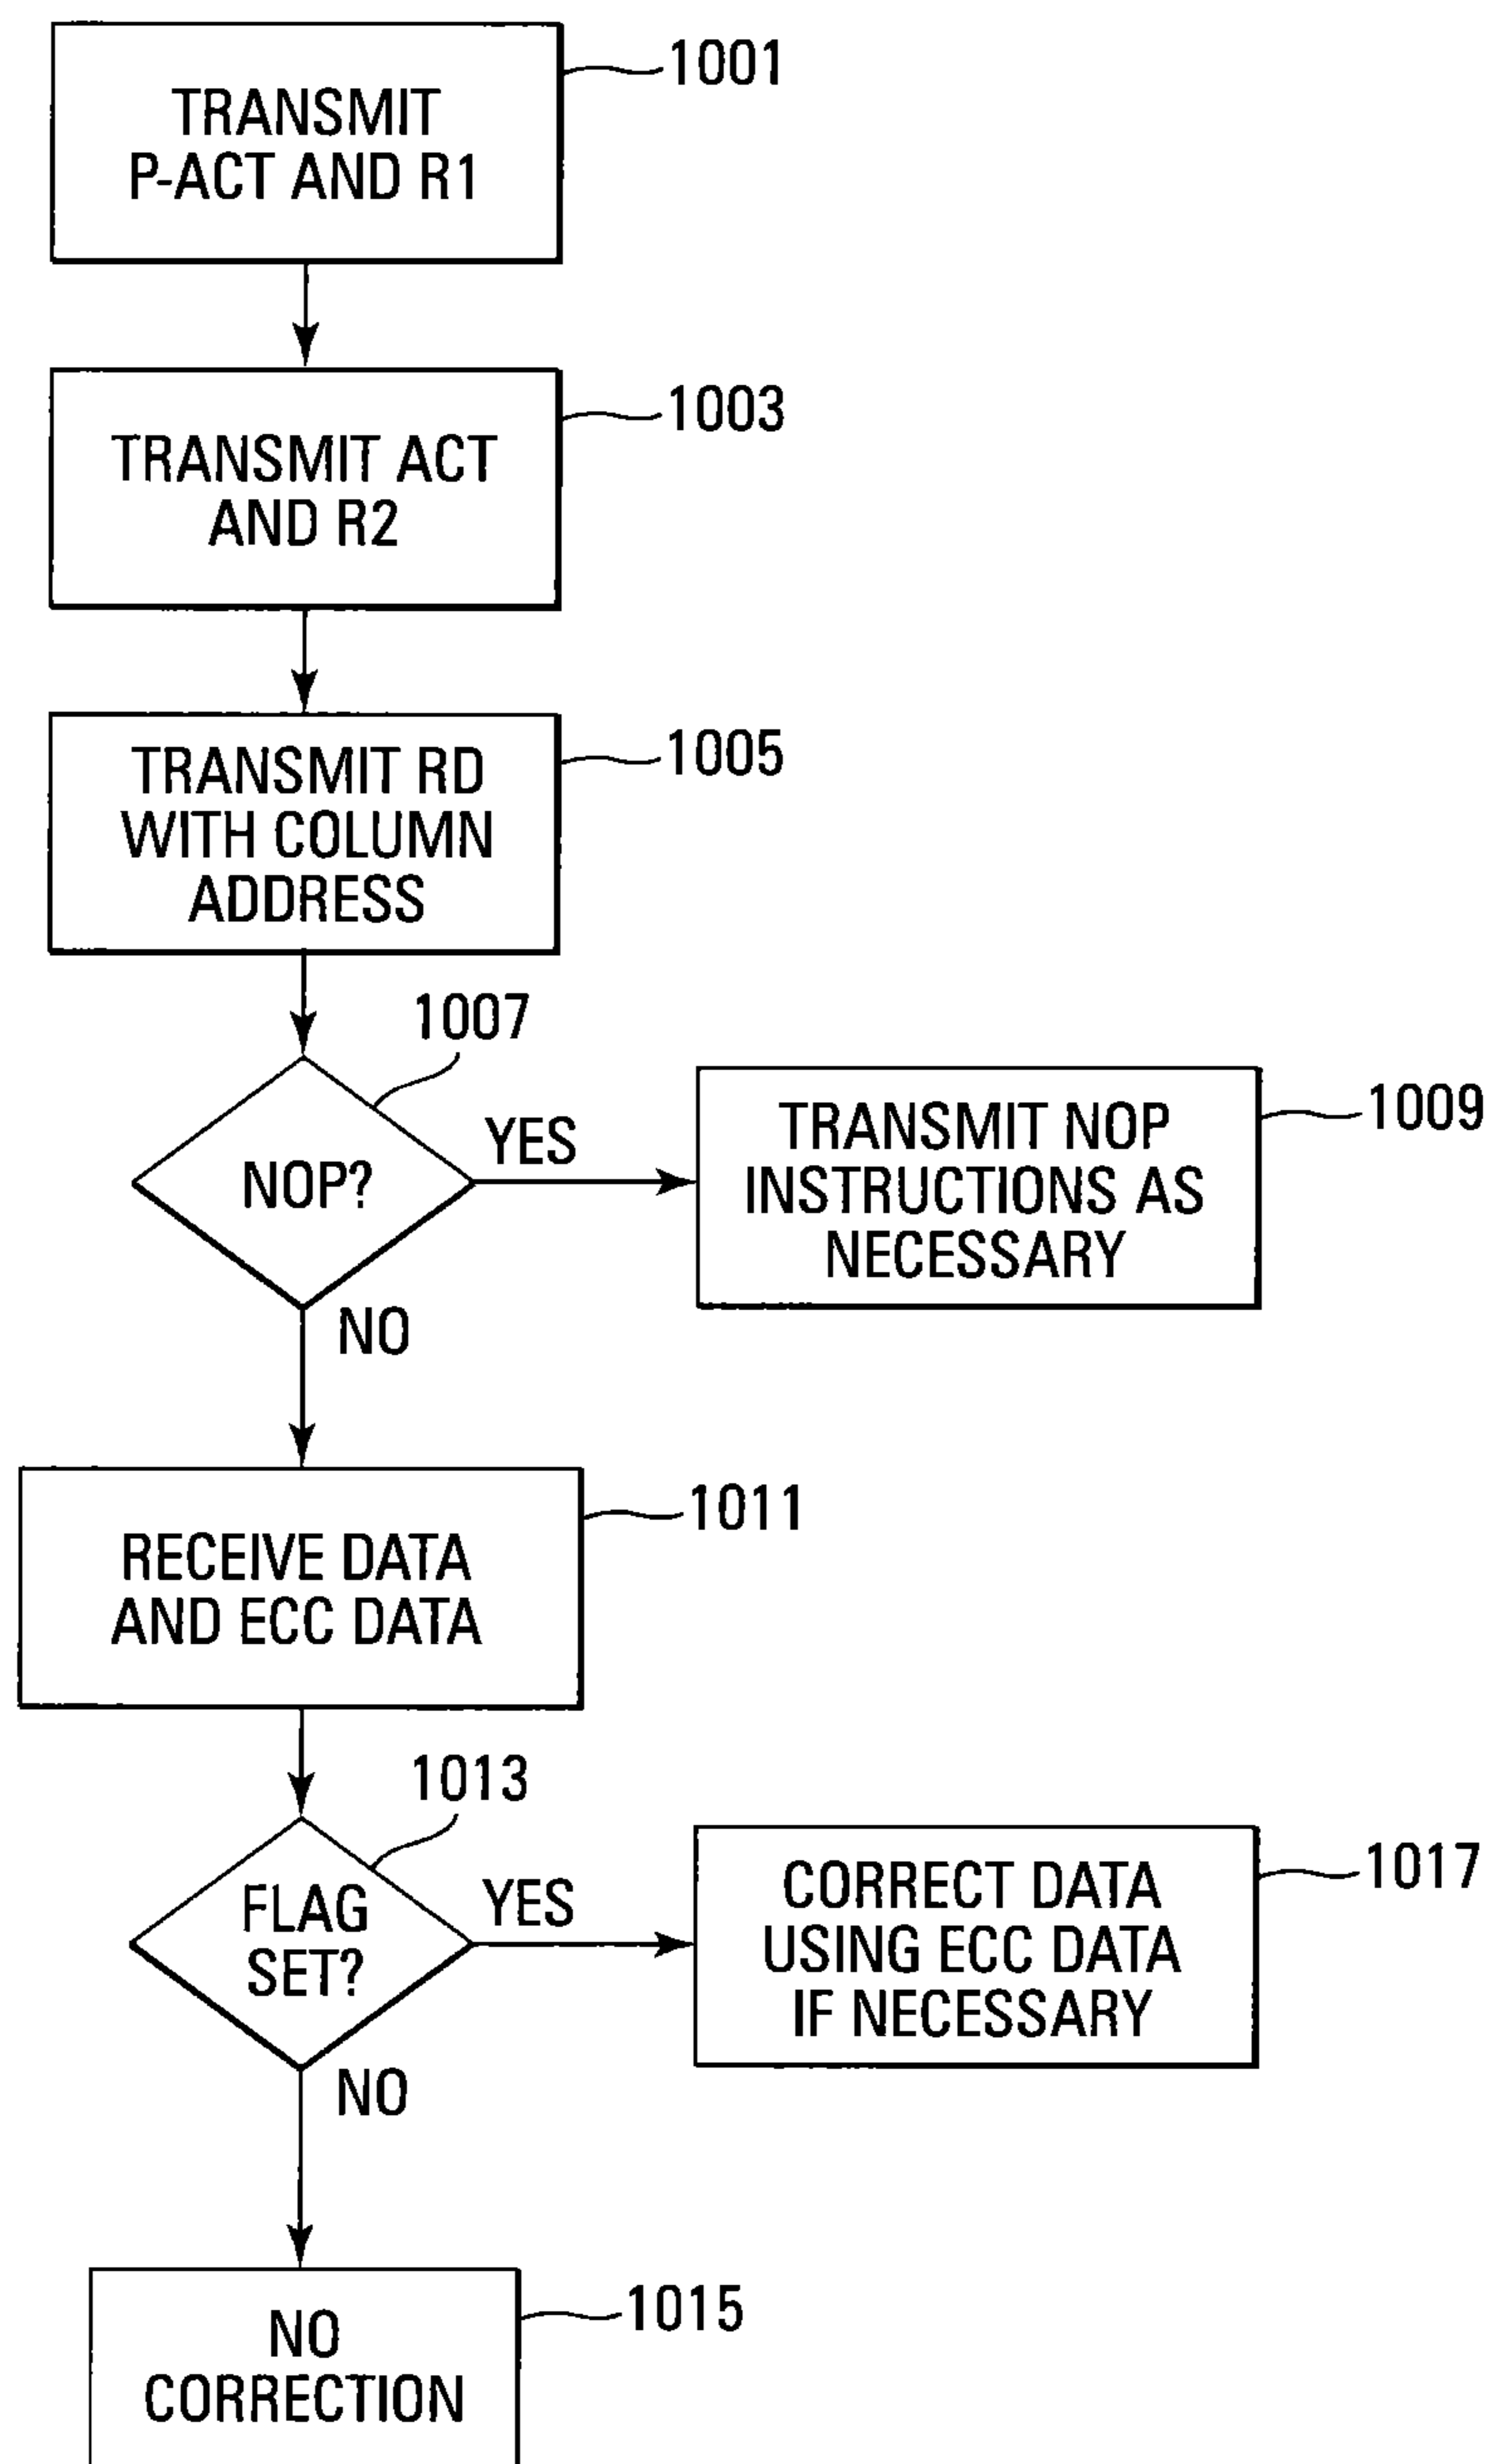 TRANSMIT
P-ACT AND R1
1001
TRANSMIT ACT
AND R2
1003
TRANSMIT RD
WITH COLUMN
ADDRESS
1005
1007
NOP?
YES
NO
TRANSMIT NOP
INSTRUCTIONS AS
NECESSARY
1009
RECEIVE DATA
AND ECC DATA
1011
1013
FLAG
SET?
YES
NO
CORRECT DATA
USING ECC DATA
IF NECESSARY
1017
NO
CORRECTION
1015